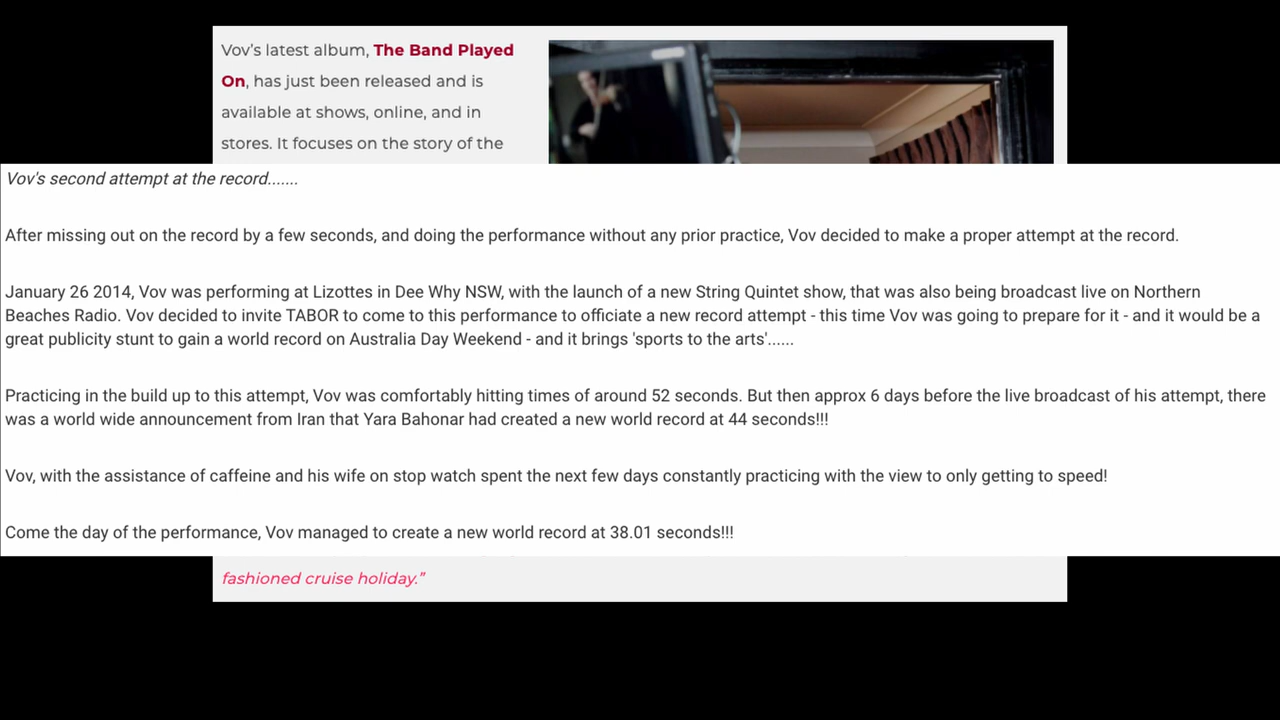 Vov's latest album, The Band Played
On, has just been released and is
available at shows, online, and in
stores. It focuses on the story of the
Vov's second attempt at the record.......
After missing out on the record by a few seconds, and doing the performance without any prior practice, Vov decided to make a proper attempt at the record.
January 26 2014, Vov was performing at Lizottes in Dee Why NSW, with the launch of a new String Quintet show, that was also being broadcast live on Northern
Beaches Radio. Vov decided to invite TABOR to come to this performance to officiate a new record attempt - this time Vov was going to prepare for it - and it would be a
great publicity stunt to gain a world record on Australia Day Weekend - and it brings 'sports to the arts'......
Practicing in the build up to this attempt, Vov was comfortably hitting times of around 52 seconds. But then approx 6 days before the live broadcast of his attempt, there
was a world wide announcement from Iran that Yara Bahonar had created a new world record at 44 seconds!!!
Vov, with the assistance of caffeine and his wife on stop watch spent the next few days constantly practicing with the view to only getting to speed!
Come the day of the performance, Vov managed to create a new world record at 38.01 seconds!!!
fashioned cruise holiday.”